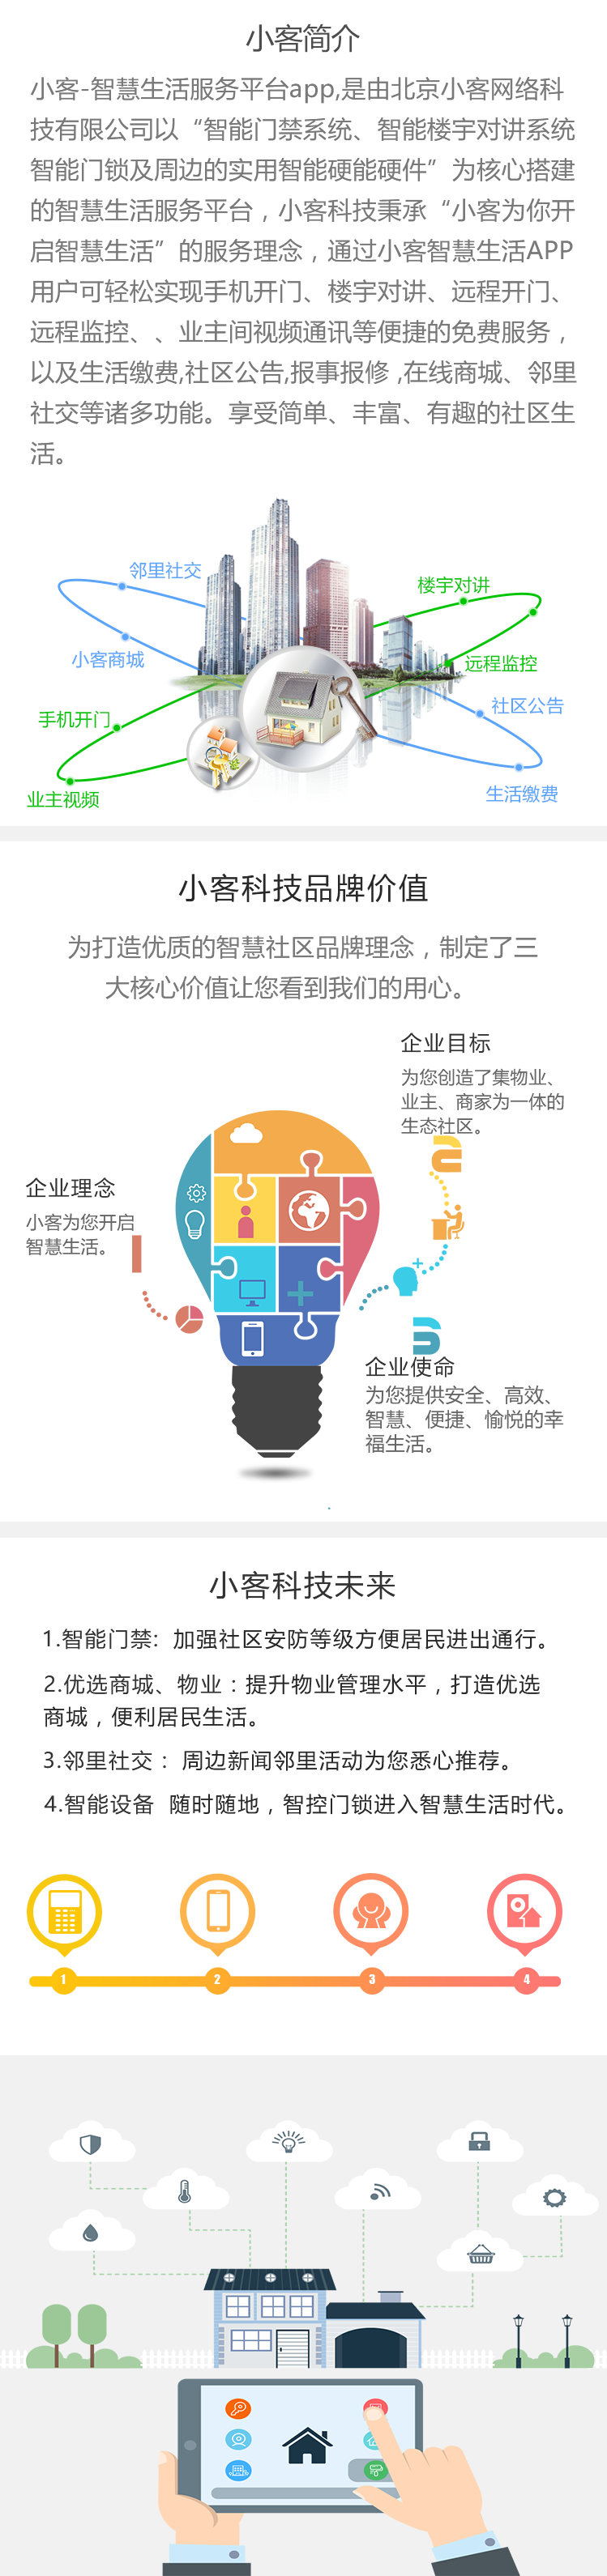 小客简介
小客-智慧生活服务平台app,是由北京小客网络科
技有限公司以“智能门禁系统、智能楼宇对讲系统
智能门锁及周边的实用智能硬能硬件”为核心搭建
的智慧生活服务平台，小客科技秉承“小客为你开
启智慧生活”的服务理念，通过小客智慧生活APP
用户可轻松实现手机开门、楼宇对讲、远程开门、
远程监控、、业主间视频通讯等便捷的免费服务，
以及生活缴费,社区公告,报事报修 ,在线商城、邻里
社交等诸多功能。享受简单、丰富、有趣的社区生
活。
邻里社交
楼宇对讲
小客商城
远程监控
手机开门
社区公告
业主视频
生活缴费
小客科技品牌价值
为打造优质的智慧社区品牌理念，制定了三
大核心价值让您看到我们的用心。
企业目标
为您创造了集物业、
业主、商家为一体的
生态社区。
企业理念
小客为您开启
智慧生活。
企业使命
为您提供安全、高效、
智慧、便捷、愉悦的幸
福生活。
小客科技未来
1.智能门禁: 加强社区安防等级方便居民进出通行。
2.优选商城、物业：提升物业管理水平，打造优选
商城，便利居民生活。
3.邻里社交： 周边新闻邻里活动为您悉心推荐。
4.智能设备 随时随地，智控门锁进入智慧生活时代。
1 2 3 4